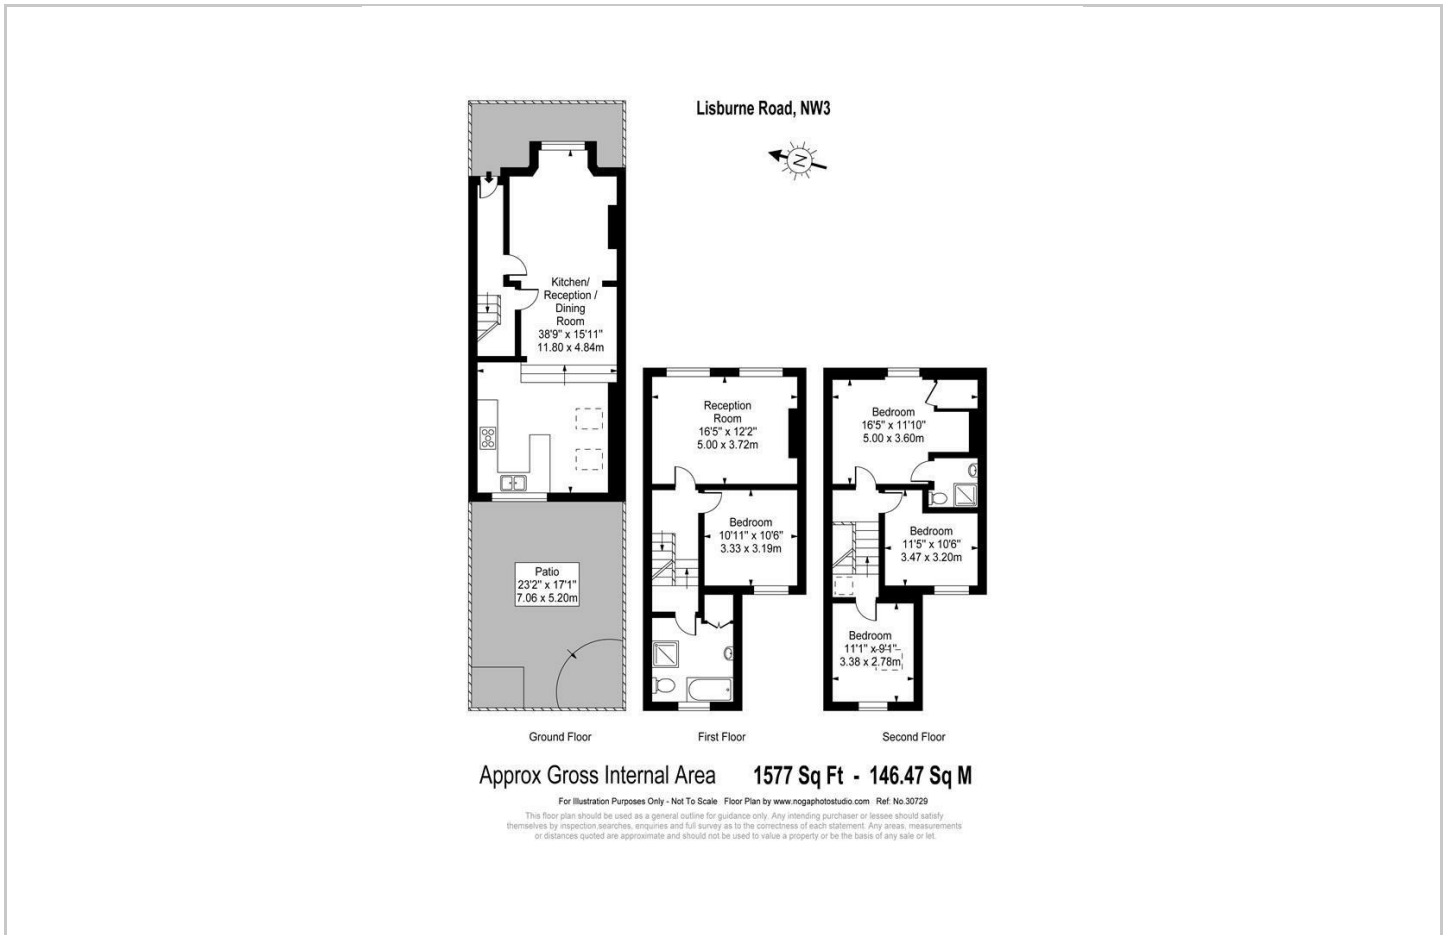 Lisburne Road, NW3
N
Kitchen/
Reception /
Dining
Room
38'9" x 15'11"
11.80 x 4.84m
Patio
23'2" x 17'1"
7.06 x 5.20m
Ground Floor
Reception
Room
16'5" x 12'2"
5.00 x 3.72m
Bedroom
10'11" x 10'6"
3.33 x 3.19m
First Floor
Bedroom
16'5" x 11'10"
5.00 x 3.60m
Bedroom
11'5" x 10'6"
3.47 x 3.20m
Bedroom
11'1" x 9'1"
3.38 x 2.78m
Second Floor
Approx Gross Internal Area 1577 Sq Ft - 146.47 Sq M
For Illustration Purposes Only - Not To Scale Floor Plan by www.nogaphotostudio.com Ref: No.30729
This floor plan should be used as a general outline for guidance only. Any intending purchaser or lessee should satisfy
themselves by inspection,searches, enquiries and full survey as to the correctness of each statement. Any areas, measurements
or distances quoted are approximate and should not be used to value a property or be the basis of any sale or let.